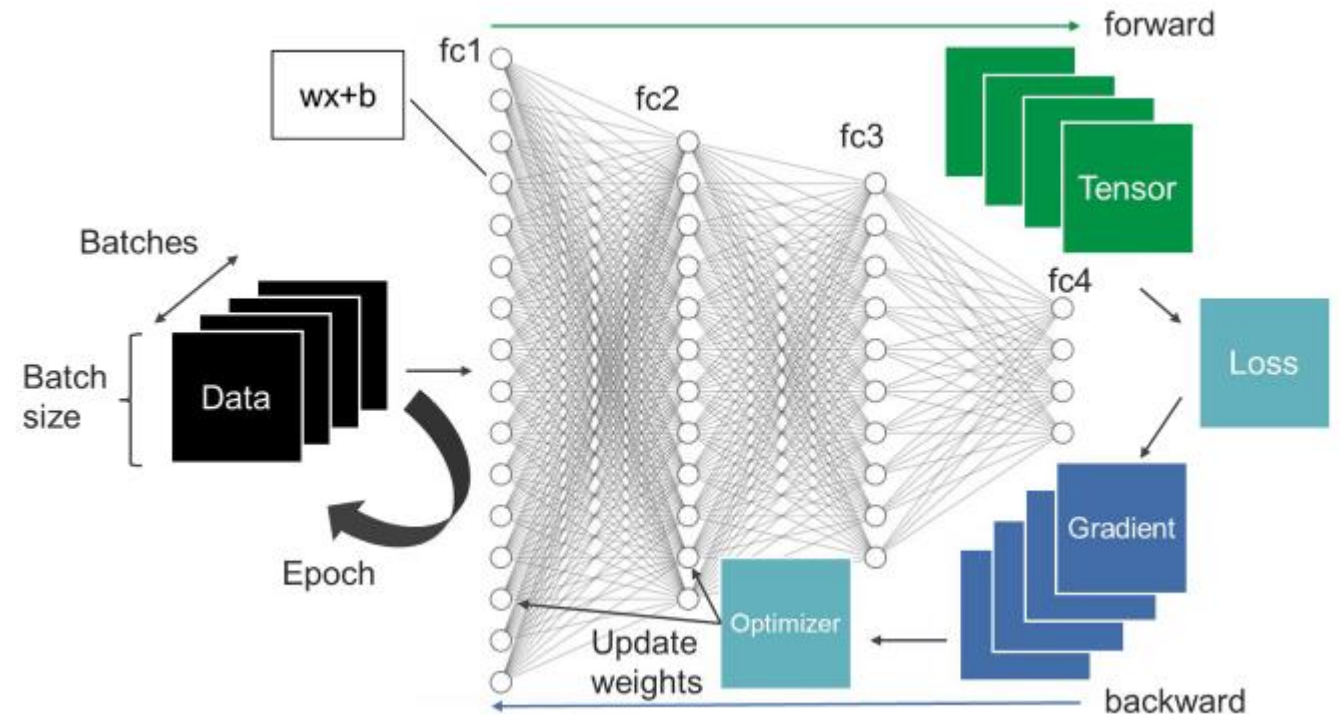 forward
fc1
wx+b
fc2
fc3
Tensor
Batches
fc4
Batch
size
Data
Loss
Gradient
Epoch
Optimizer
Update
weights
backward